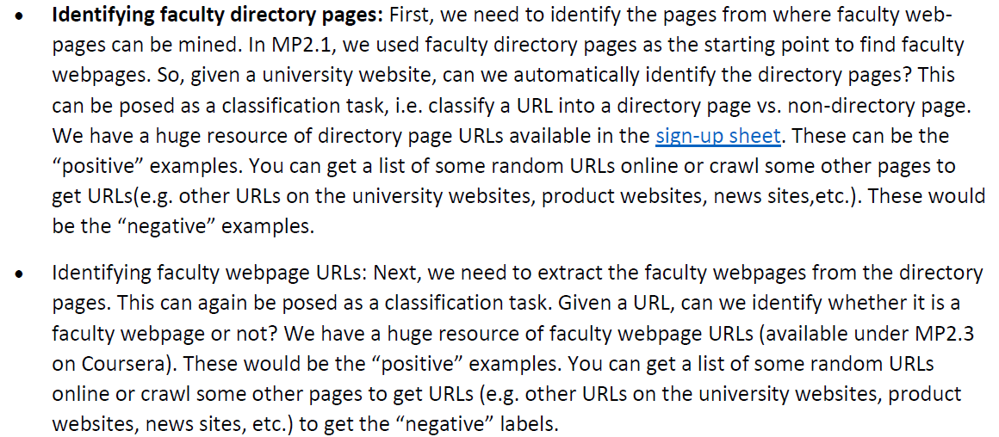 • Identifying faculty directory pages: First, we need to identify the pages from where faculty web-
pages can be mined. In MP2.1, we used faculty directory pages as the starting point to find faculty
webpages. So, given a university website, can we automatically identify the directory pages? This
can be posed as a classification task, i.e. classify a URL into a directory page vs. non-directory page.
We have a huge resource of directory page URLs available in the sign-up sheet. These can be the
“positive” examples. You can get a list of some random URLs online or crawl some other pages to
get URLs(e.g. other URLs on the university websites, product websites, news sites,etc.). These would
be the “negative” examples.
• Identifying faculty webpage URLs: Next, we need to extract the faculty webpages from the directory
pages. This can again be posed as a classification task. Given a URL, can we identify whether it is a
faculty webpage or not? We have a huge resource of faculty webpage URLs (available under MP2.3
on Coursera). These would be the “positive” examples. You can get a list of some random URLs
online or crawl some other pages to get URLs (e.g. other URLs on the university websites, product
websites, news sites, etc.) to get the “negative” labels.